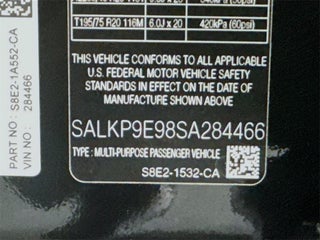 PART NO : S8E2-1A552-CA
VIN NO. : 284466
T195/75 R20 116M 6.0J x 20 420kPa (60psi)
THIS VEHICLE CONFORMS TO ALL APPLICABLE
U.S. FEDERAL MOTOR VEHICLE SAFETY
STANDARDS IN EFFECT ON THE DATE OF
MANUFACTURE SHOWN ABOVE.
SALKP9E98SA284466
TYPE : MULTI-PURPOSE PASSENGER VEHICLE
S8E2-1532-CA